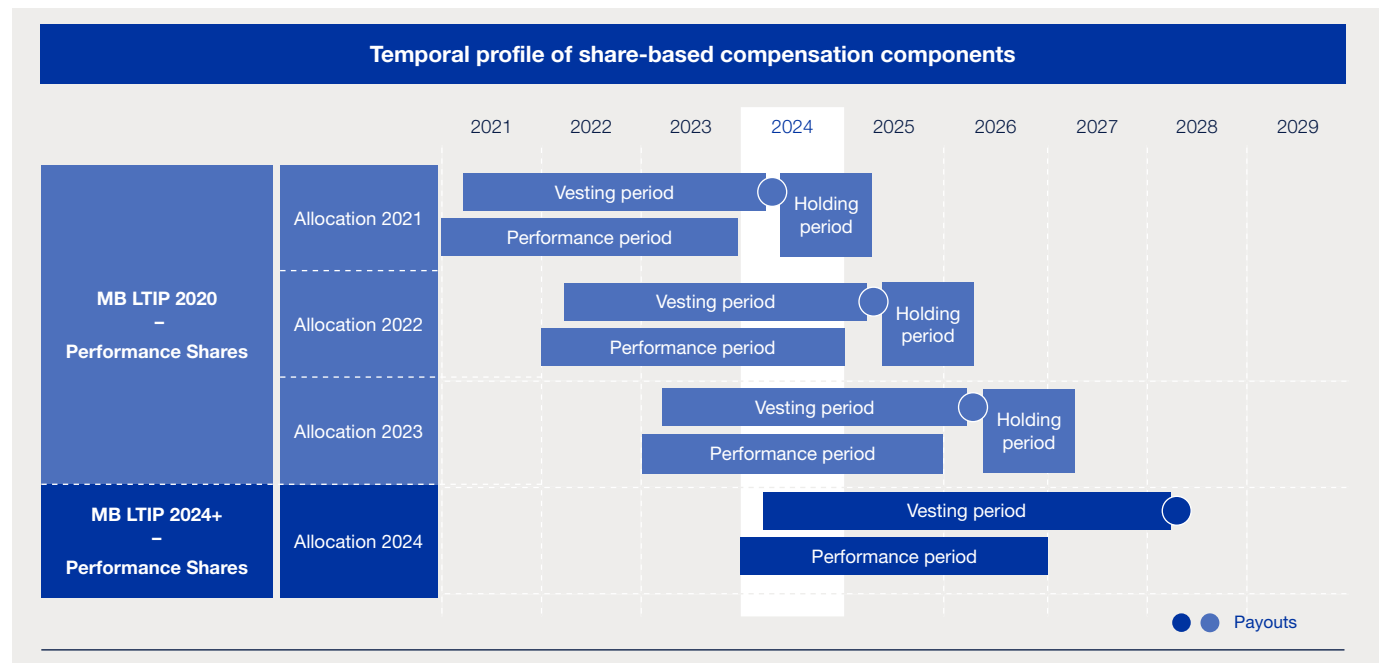 Temporal profile of share-based compensation components
2021 2022 2023 2024 2025 2026 2027 2028 2029
MB LTIP 2020
–
Performance Shares
Allocation 2021
Vesting period
Performance period
Holding
period
Allocation 2022
Vesting period
Performance period
Holding
period
Allocation 2023
Vesting period
Performance period
Holding
period
MB LTIP 2024+
–
Performance Shares
Allocation 2024
Vesting period
Performance period
Payouts